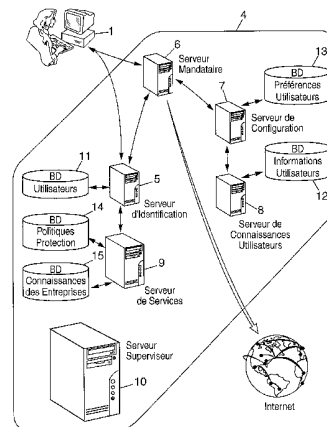 1
4
6
Serveur
Mandataire
13
BD
Préférences
Utilisateurs
7
Serveur de
Configuration
BD
Informations
Utilisateurs
12
8
Serveur de
Connaissances
Utilisateurs
11
BD
Utilisateurs
5
Serveur
d'Identification
14
BD
Politiques
Protection
15
BD
Connaissances
des Entreprises
9
Serveur
de Services
Serveur
Superviseur
10
Internet